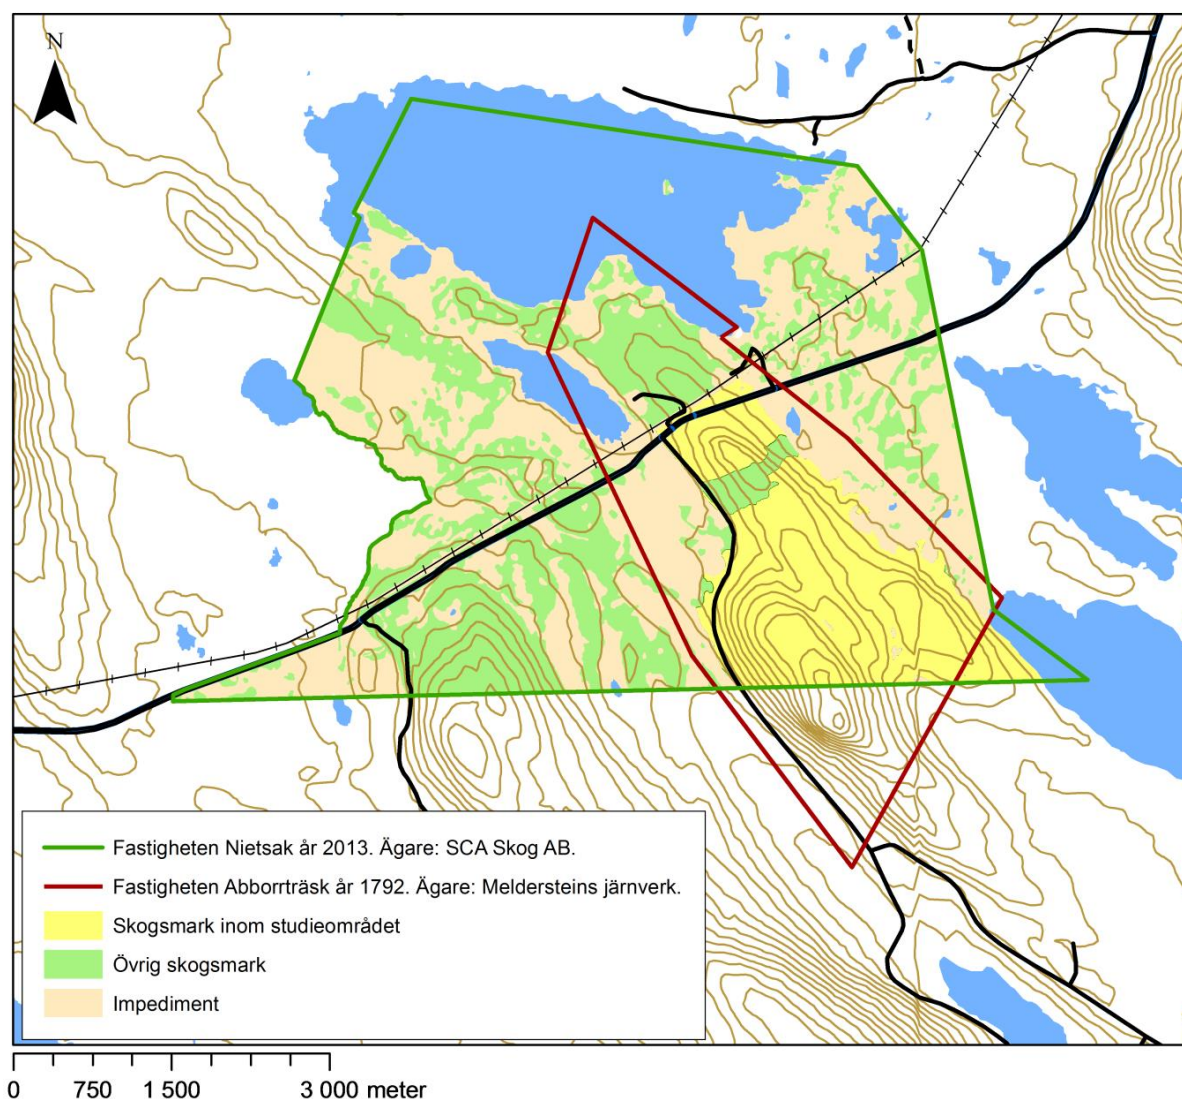 N
Fastigheten Nietsak år 2013. Ägare: SCA Skog AB.
Fastigheten Abborrträsk år 1792. Ägare: Meldersteins järnverk.
Skogsmark inom studieområdet
Övrig skogsmark
Impediment
0 750 1 500 3 000 meter